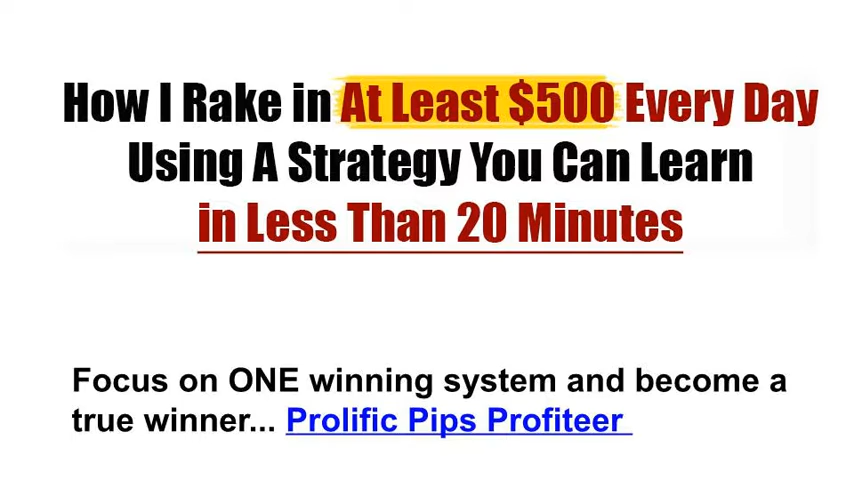 How I Rake in At Least $500 Every Day
Using A Strategy You Can Learn
in Less Than 20 Minutes
Focus on ONE winning system and become a
true winner... Prolific Pips Profiteer